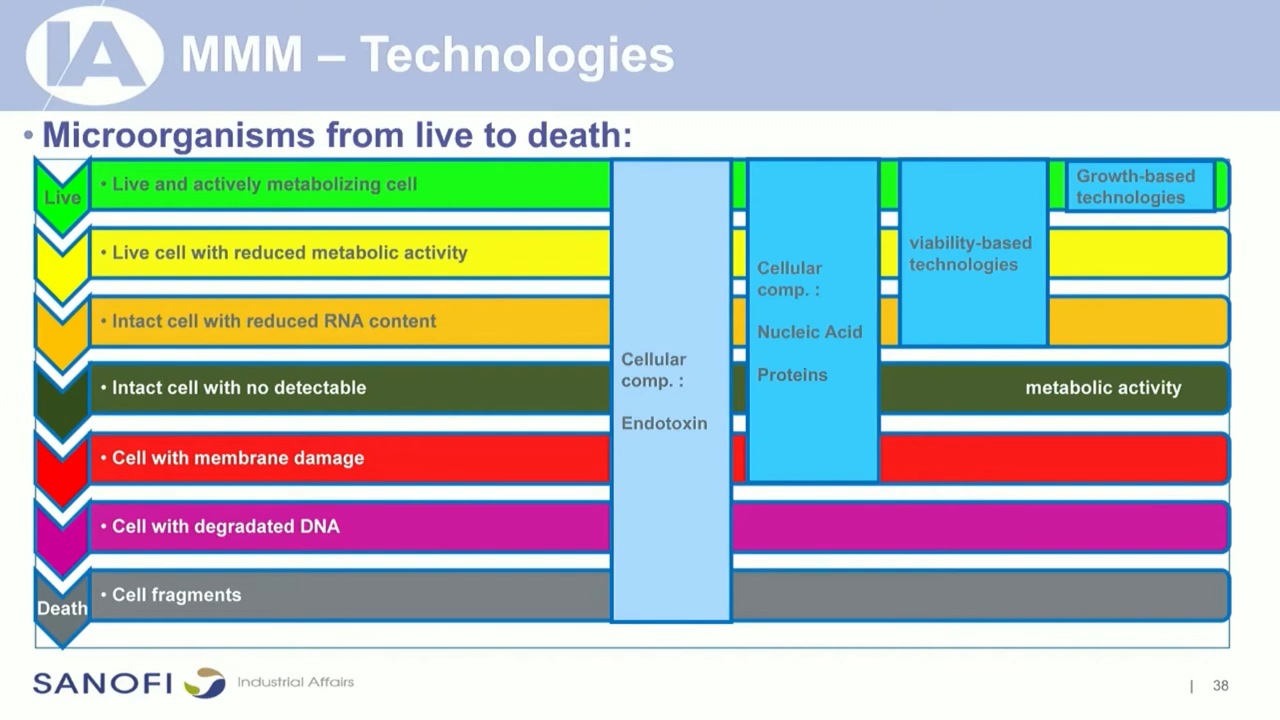 IA
MMM – Technologies
• Microorganisms from live to death:
Live
• Live and actively metabolizing cell
• Live cell with reduced metabolic activity
• Intact cell with reduced RNA content
• Intact cell with no detectable metabolic activity
• Cell with membrane damage
• Cell with degradated DNA
Death
• Cell fragments
Cellular
comp. :
Endotoxin
Cellular
comp. :
Nucleic Acid
Proteins
viability-based
technologies
Growth-based
technologies
SANOFI Industrial Affairs
| 38